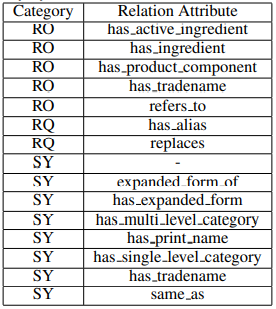 Category Relation Attribute
RO has_active_ingredient
RO has_ingredient
RO has_product_component
RO has_tradename
RO refers_to
RQ has_alias
RQ replaces
SY -
SY expanded_form_of
SY has_expanded_form
SY has_multi_level_category
SY has_print_name
SY has_single_level_category
SY has_tradename
SY same_as